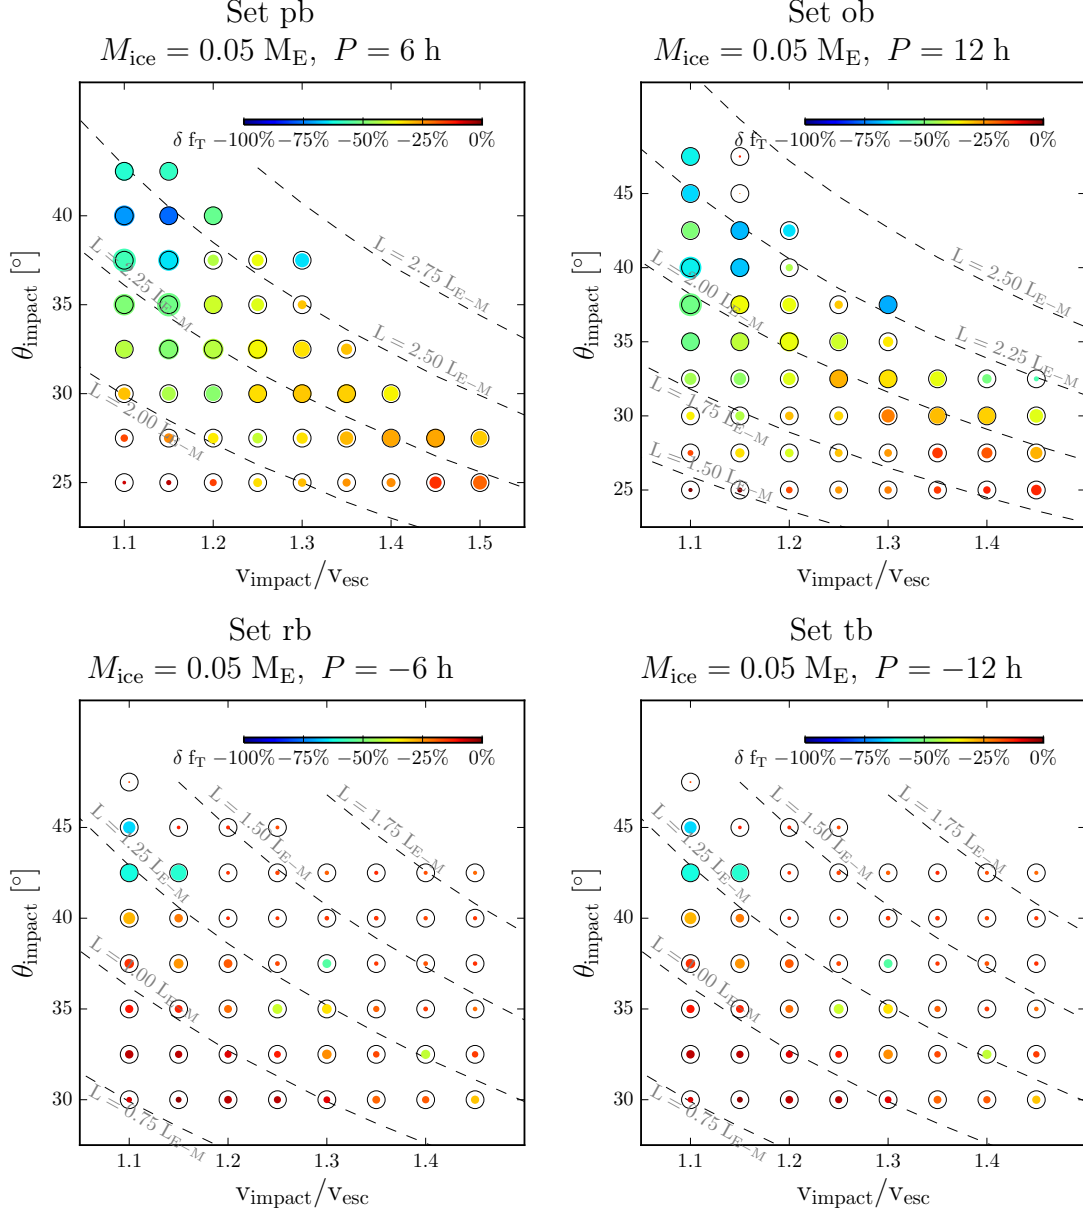 Set pb
M_ice = 0.05 M_E, P = 6 h
δ f_T −100% −75% −50% −25% 0%
L = 2.75 L_E−M
L = 2.25 L_E−M
L = 2.50 L_E−M
L = 2.00 L_E−M
θ_impact [°]
40
35
30
25
1.1 1.2 1.3 1.4 1.5
v_impact/v_esc
Set ob
M_ice = 0.05 M_E, P = 12 h
δ f_T −100% −75% −50% −25% 0%
L = 2.50 L_E−M
L = 2.00 L_E−M
L = 2.25 L_E−M
L = 1.75 L_E−M
L = 1.50 L_E−M
θ_impact [°]
45
40
35
30
25
1.1 1.2 1.3 1.4
v_impact/v_esc
Set rb
M_ice = 0.05 M_E, P = −6 h
δ f_T −100% −75% −50% −25% 0%
L = 1.75 L_E−M
L = 1.50 L_E−M
L = 1.25 L_E−M
L = 1.00 L_E−M
L = 0.75 L_E−M
θ_impact [°]
45
40
35
30
1.1 1.2 1.3 1.4
v_impact/v_esc
Set tb
M_ice = 0.05 M_E, P = −12 h
δ f_T −100% −75% −50% −25% 0%
L = 1.75 L_E−M
L = 1.50 L_E−M
L = 1.25 L_E−M
L = 1.00 L_E−M
L = 0.75 L_E−M
θ_impact [°]
45
40
35
30
1.1 1.2 1.3 1.4
v_impact/v_esc